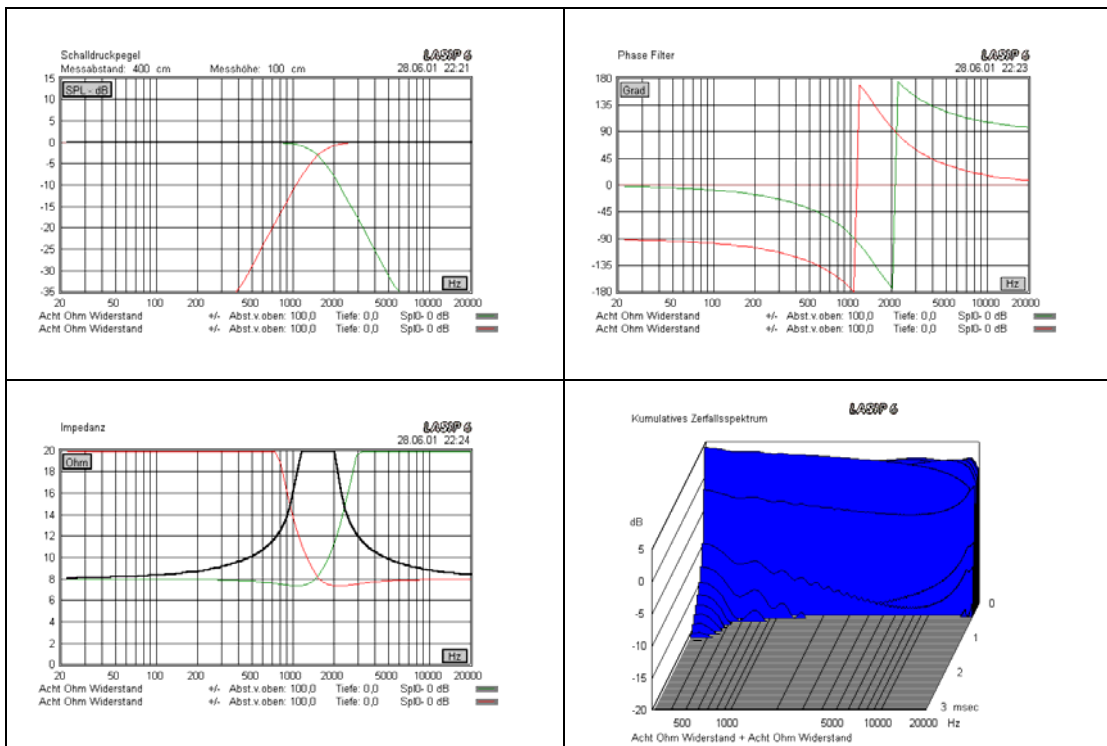 Schalldruckpegel LASIP 6
Messabstand: 400 cm Messhöhe: 100 cm 28.06.01 22:21
15
SPL - dB
10
5
0
-5
-10
-15
-20
-25
-30
-35
Hz
20 50 100 200 500 1000 2000 5000 10000 20000
Acht Ohm Widerstand +/- Abst.v.oben: 100,0 Tiefe: 0,0 Spl0- 0 dB
Acht Ohm Widerstand +/- Abst.v.oben: 100,0 Tiefe: 0,0 Spl0- 0 dB
Phase Filter LASIP 6
28.06.01 22:23
180
Grad
135
90
45
0
-45
-90
-135
-180
Hz
20 50 100 200 500 1000 2000 5000 10000 20000
Acht Ohm Widerstand +/- Abst.v.oben: 100,0 Tiefe: 0,0 Spl0- 0 dB
Acht Ohm Widerstand +/- Abst.v.oben: 100,0 Tiefe: 0,0 Spl0- 0 dB
Impedanz LASIP 6
28.06.01 22:24
20
Ohm
18
16
14
12
10
8
6
4
2
0
Hz
20 50 100 200 500 1000 2000 5000 10000 20000
Acht Ohm Widerstand +/- Abst.v.oben: 100,0 Tiefe: 0,0 Spl0- 0 dB
Acht Ohm Widerstand +/- Abst.v.oben: 100,0 Tiefe: 0,0 Spl0- 0 dB
LASIP 6
Kumulatives Zerfallsspektrum
dB
5
0
-5
-10
-15
-20
0
1
2
3 msec
500 1000 5000 10000 20000 Hz
Acht Ohm Widerstand + Acht Ohm Widerstand